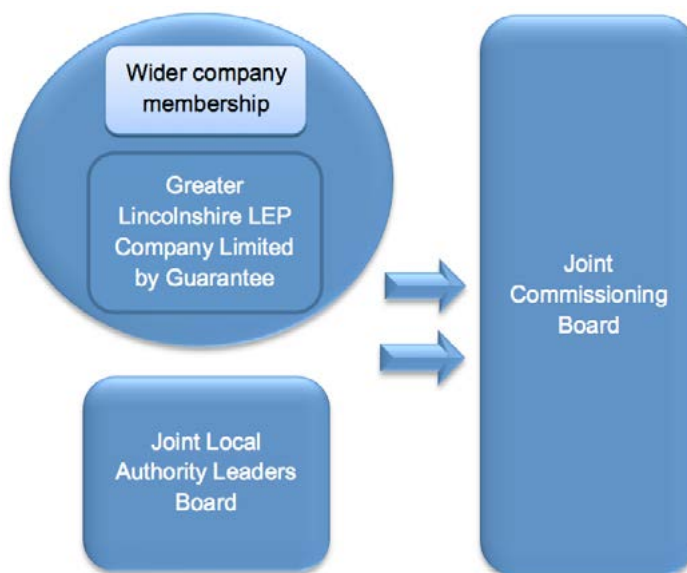 Wider company
membership
Greater
Lincolnshire LEP
Company Limited
by Guarantee
Joint Local
Authority Leaders
Board
Joint
Commissioning
Board